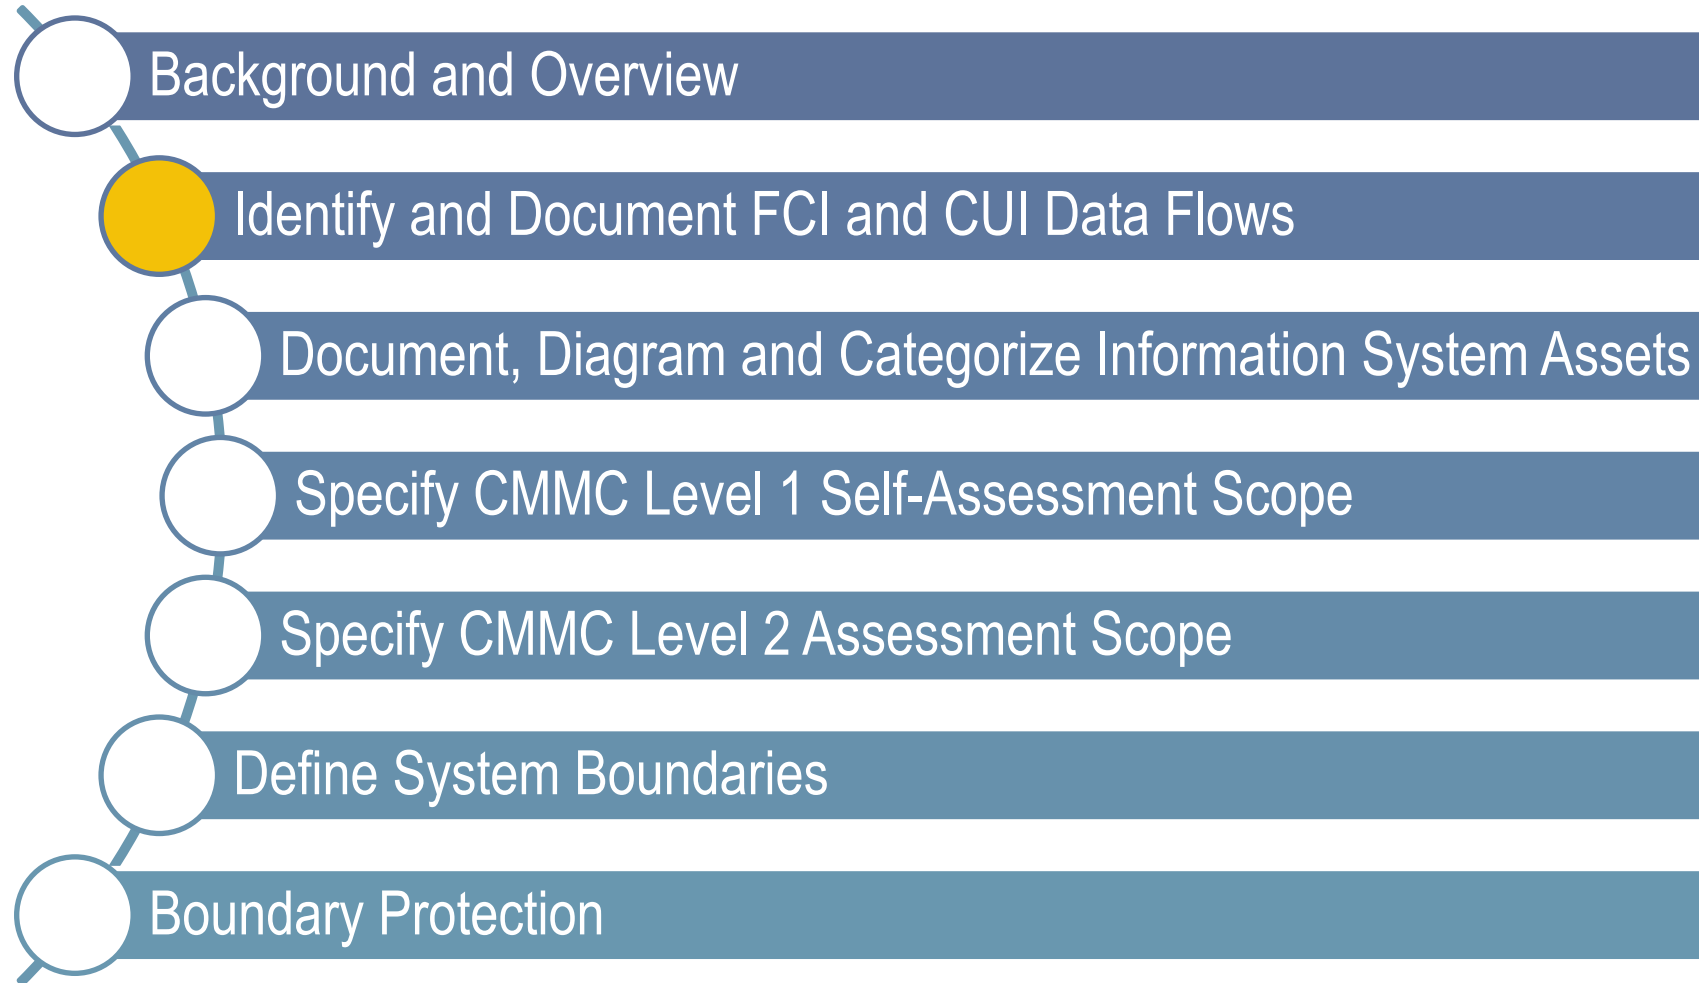 Background and Overview
Identify and Document FCI and CUI Data Flows
Document, Diagram and Categorize Information System Assets
Specify CMMC Level 1 Self-Assessment Scope
Specify CMMC Level 2 Assessment Scope
Define System Boundaries
Boundary Protection